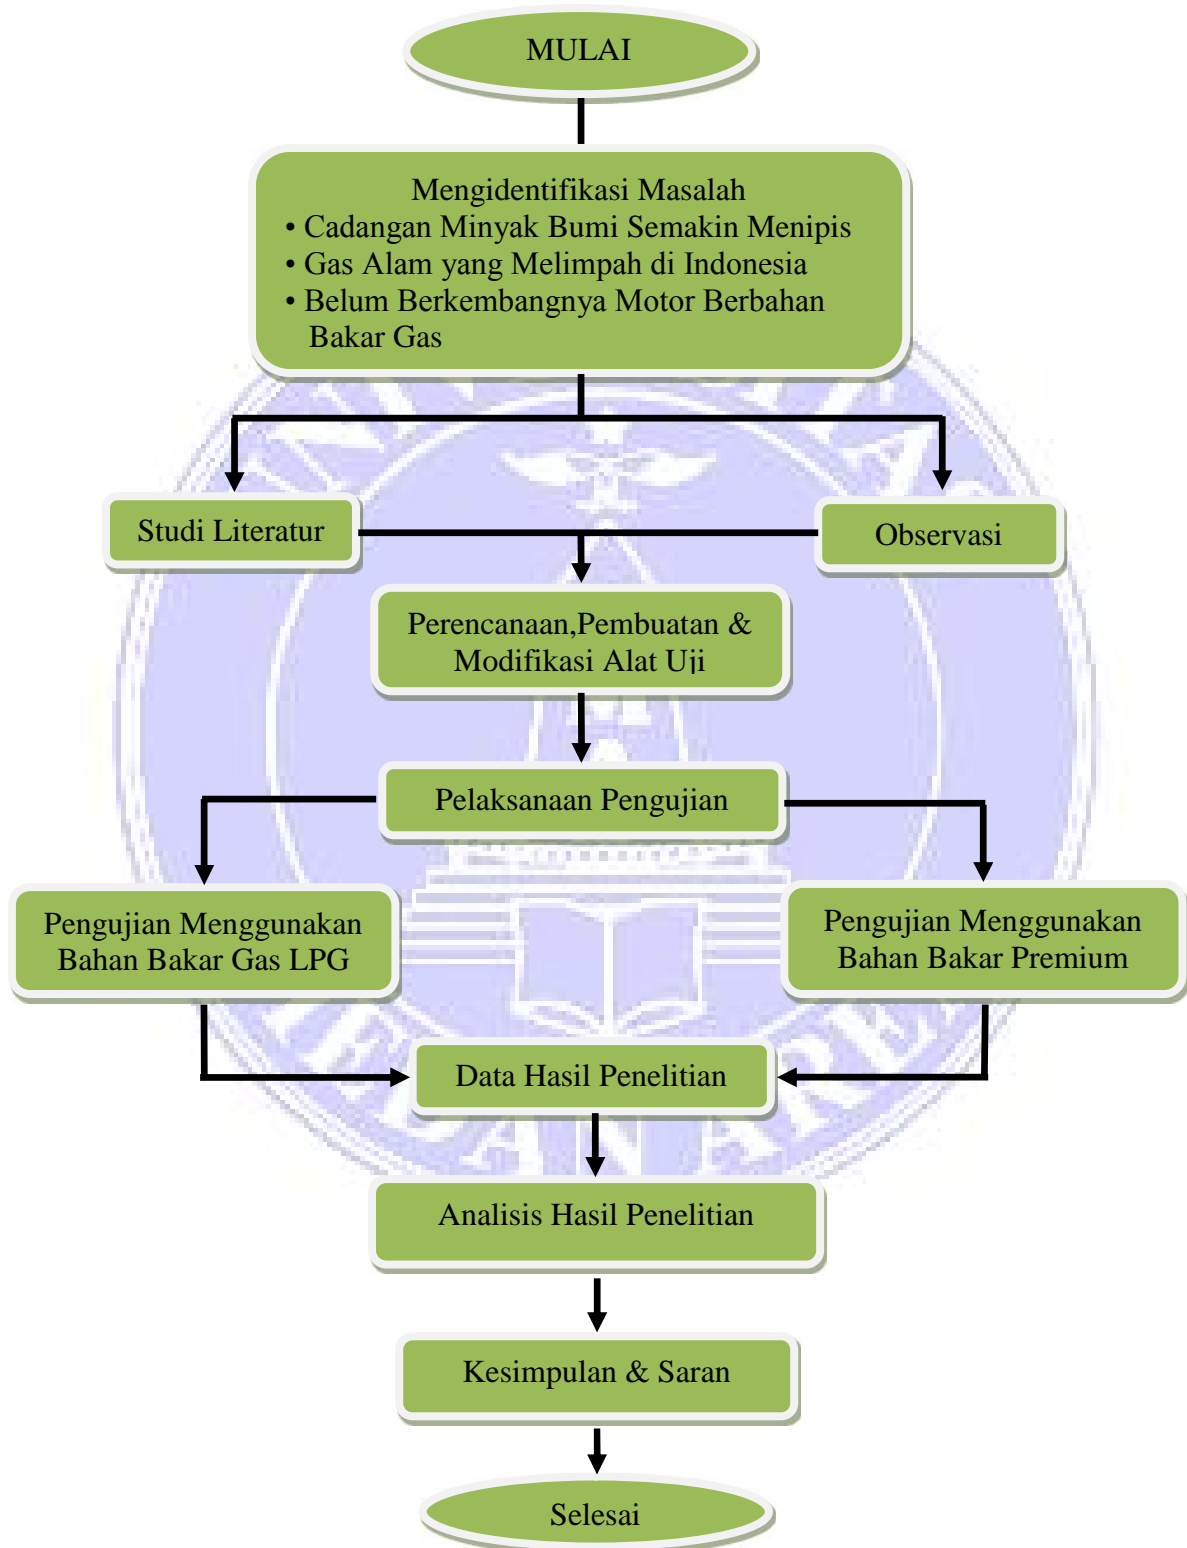 MULAI
Mengidentifikasi Masalah
• Cadangan Minyak Bumi Semakin Menipis
• Gas Alam yang Melimpah di Indonesia
• Belum Berkembangnya Motor Berbahan
Bakar Gas
Studi Literatur
Observasi
Perencanaan,Pembuatan &
Modifikasi Alat Uji
Pelaksanaan Pengujian
Pengujian Menggunakan
Bahan Bakar Gas LPG
Pengujian Menggunakan
Bahan Bakar Premium
Data Hasil Penelitian
Analisis Hasil Penelitian
Kesimpulan & Saran
Selesai